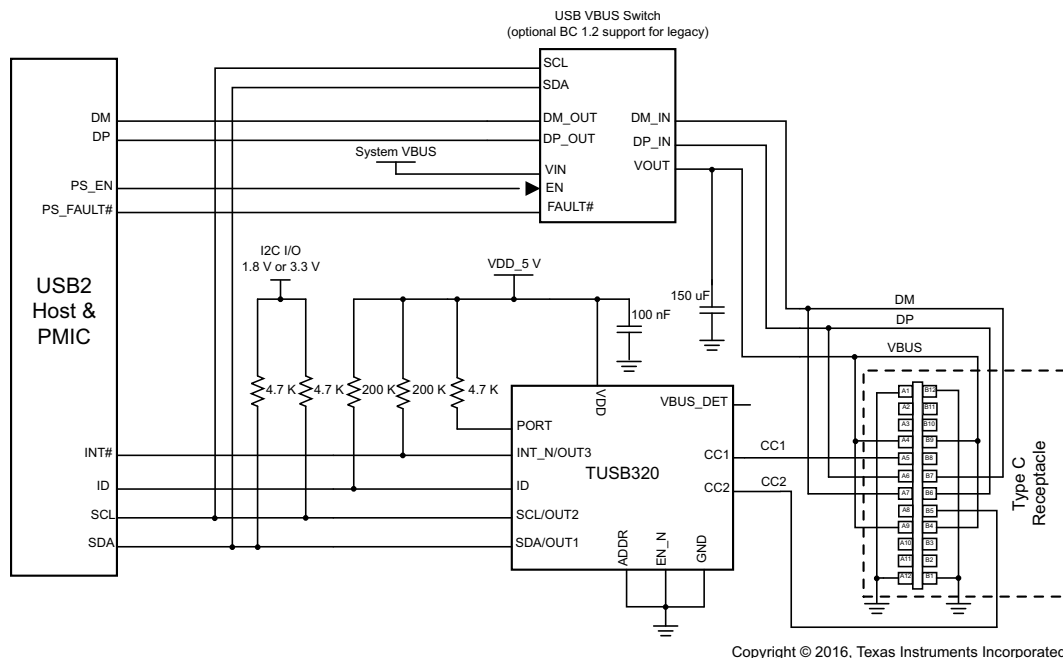 USB VBUS Switch
(optional BC 1.2 support for legacy)
SCL
SDA
DM
DM_OUT
DM_IN
DP
DP_OUT
DP_IN
System VBUS
VIN
VOUT
PS_EN
EN
PS_FAULT#
FAULT#
I2C I/O
1.8 V or 3.3 V
VDD_5 V
USB2
Host &
PMIC
150 uF
100 nF
DM
DP
VBUS
4.7 K
4.7 K
200 K
200 K
4.7 K
VDD
VBUS_DET
PORT
INT#
INT_N/OUT3
TUSB320
CC1
CC1
ID
ID
CC2
CC2
SCL
SCL/OUT2
SDA
SDA/OUT1
ADDR
EN_N
GND
Type C
Receptacle
A1
B12
A2
B11
A3
B10
A4
B9
A5
B8
A6
B7
A7
B6
A8
B5
A9
B4
A10
B3
A11
B2
A12
B1
Copyright © 2016, Texas Instruments Incorporated